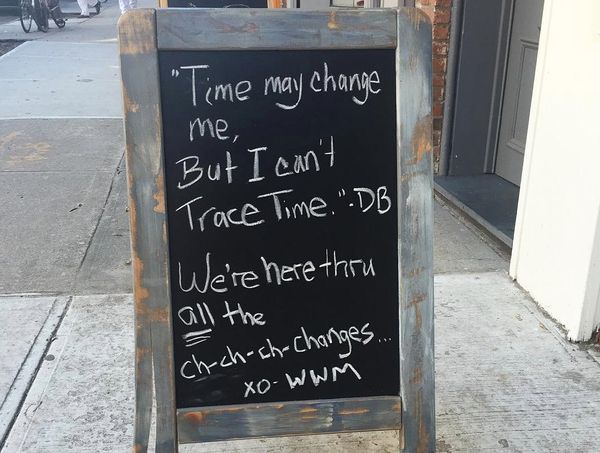 "Time may change
me,
But I can't
Trace Time."-DB
We're here thru
all the
ch-ch-ch-changes...
xo-WWM